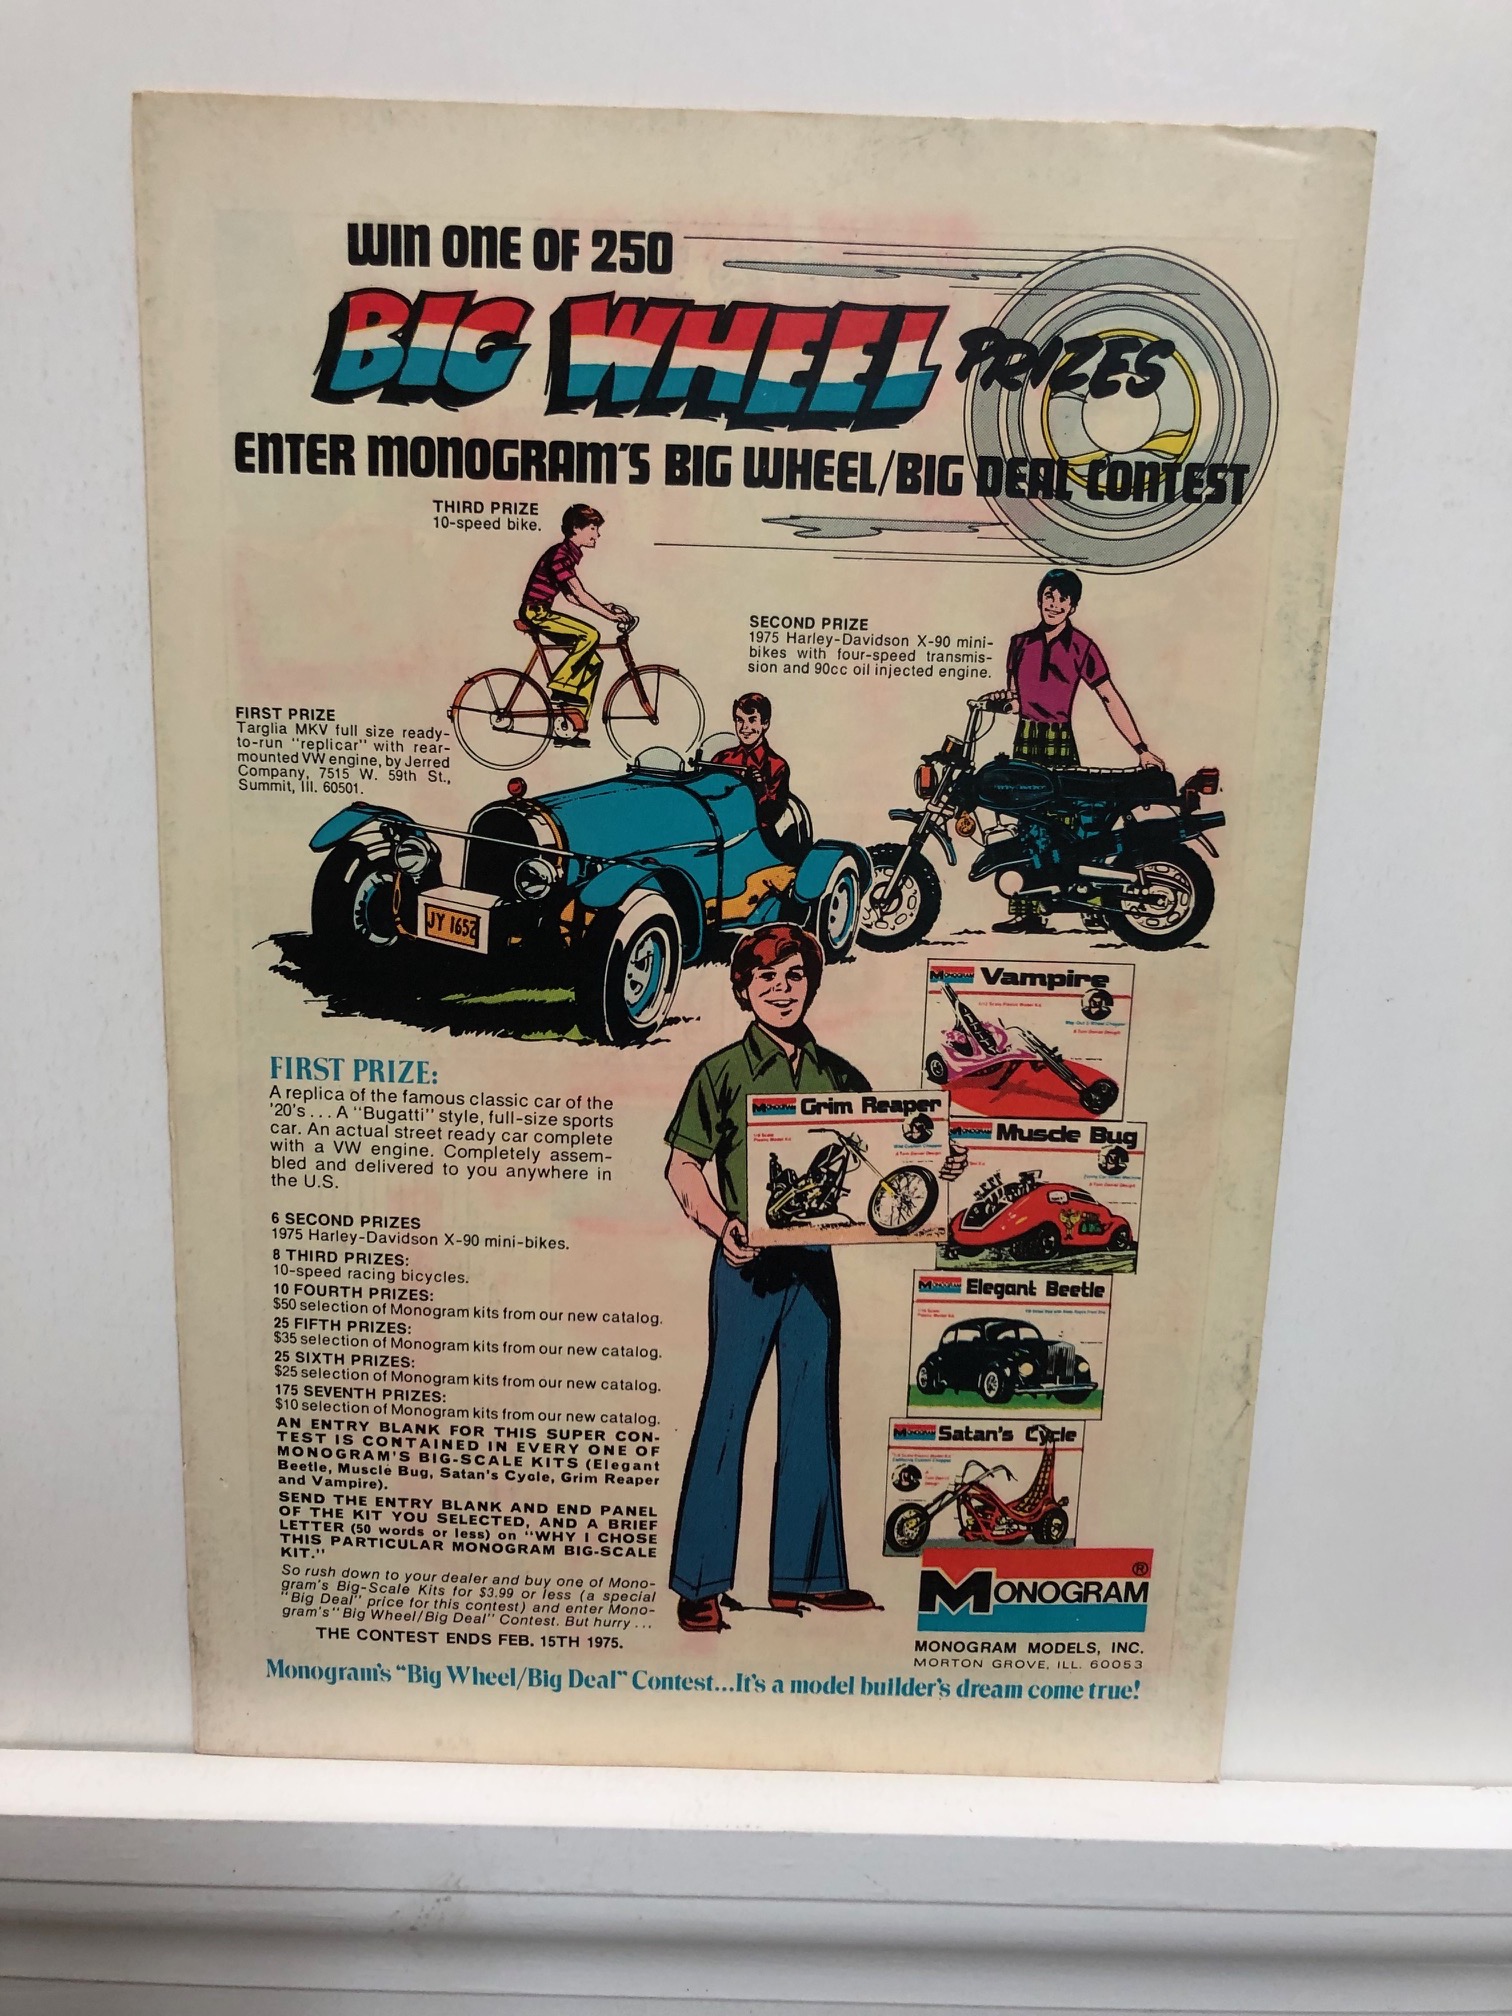 WIN ONE OF 250
BIG WHEEL PRIZES
ENTER MONOGRAM'S BIG WHEEL/BIG DEAL CONTEST
THIRD PRIZE
10-speed bike.
SECOND PRIZE
1975 Harley-Davidson X-90 mini-
bikes with four-speed transmis-
sion and 90cc oil injected engine.
FIRST PRIZE
Targlia MKV full size ready-
to-run "replicar" with rear-
mounted VW engine, by Jerred
Company, 7515 W. 59th St.,
Summit, Ill. 60501.
JY 1652
FIRST PRIZE:
A replica of the famous classic car of the
'20's... A "Bugatti" style, full-size sports
car. An actual street ready car complete
with a VW engine. Completely assem-
bled and delivered to you anywhere in
the U.S.
6 SECOND PRIZES
1975 Harley-Davidson X-90 mini-bikes.
8 THIRD PRIZES:
10-speed racing bicycles.
10 FOURTH PRIZES:
$50 selection of Monogram kits from our new catalog.
25 FIFTH PRIZES:
$35 selection of Monogram kits from our new catalog.
25 SIXTH PRIZES:
$25 selection of Monogram kits from our new catalog.
175 SEVENTH PRIZES:
$10 selection of Monogram kits from our new catalog.
AN ENTRY BLANK FOR THIS SUPER CON-
TEST IS CONTAINED IN EVERY ONE OF
MONOGRAM'S BIG-SCALE KITS (Elegant
Beetle, Muscle Bug, Satan's Cycle, Grim Reaper
and Vampire).
SEND THE ENTRY BLANK AND END PANEL
OF THE KIT YOU SELECTED, AND A BRIEF
LETTER (50 words or less) on "WHY I CHOSE
THIS PARTICULAR MONOGRAM BIG-SCALE
KIT."
So rush down to your dealer and buy one of Mono-
gram's Big-Scale Kits for $3.99 or less (a special
"Big Deal" price for this contest) and enter Mono-
gram's "Big Wheel/Big Deal" Contest. But hurry...
THE CONTEST ENDS FEB. 15TH 1975.
MONOGRAM Vampire
MONOGRAM Grim Reaper
MONOGRAM Muscle Bug
MONOGRAM Elegant Beetle
MONOGRAM Satan's Cycle
MONOGRAM ®
MONOGRAM MODELS, INC.
MORTON GROVE, ILL. 60053
Monogram's "Big Wheel/Big Deal" Contest...It's a model builder's dream come true!